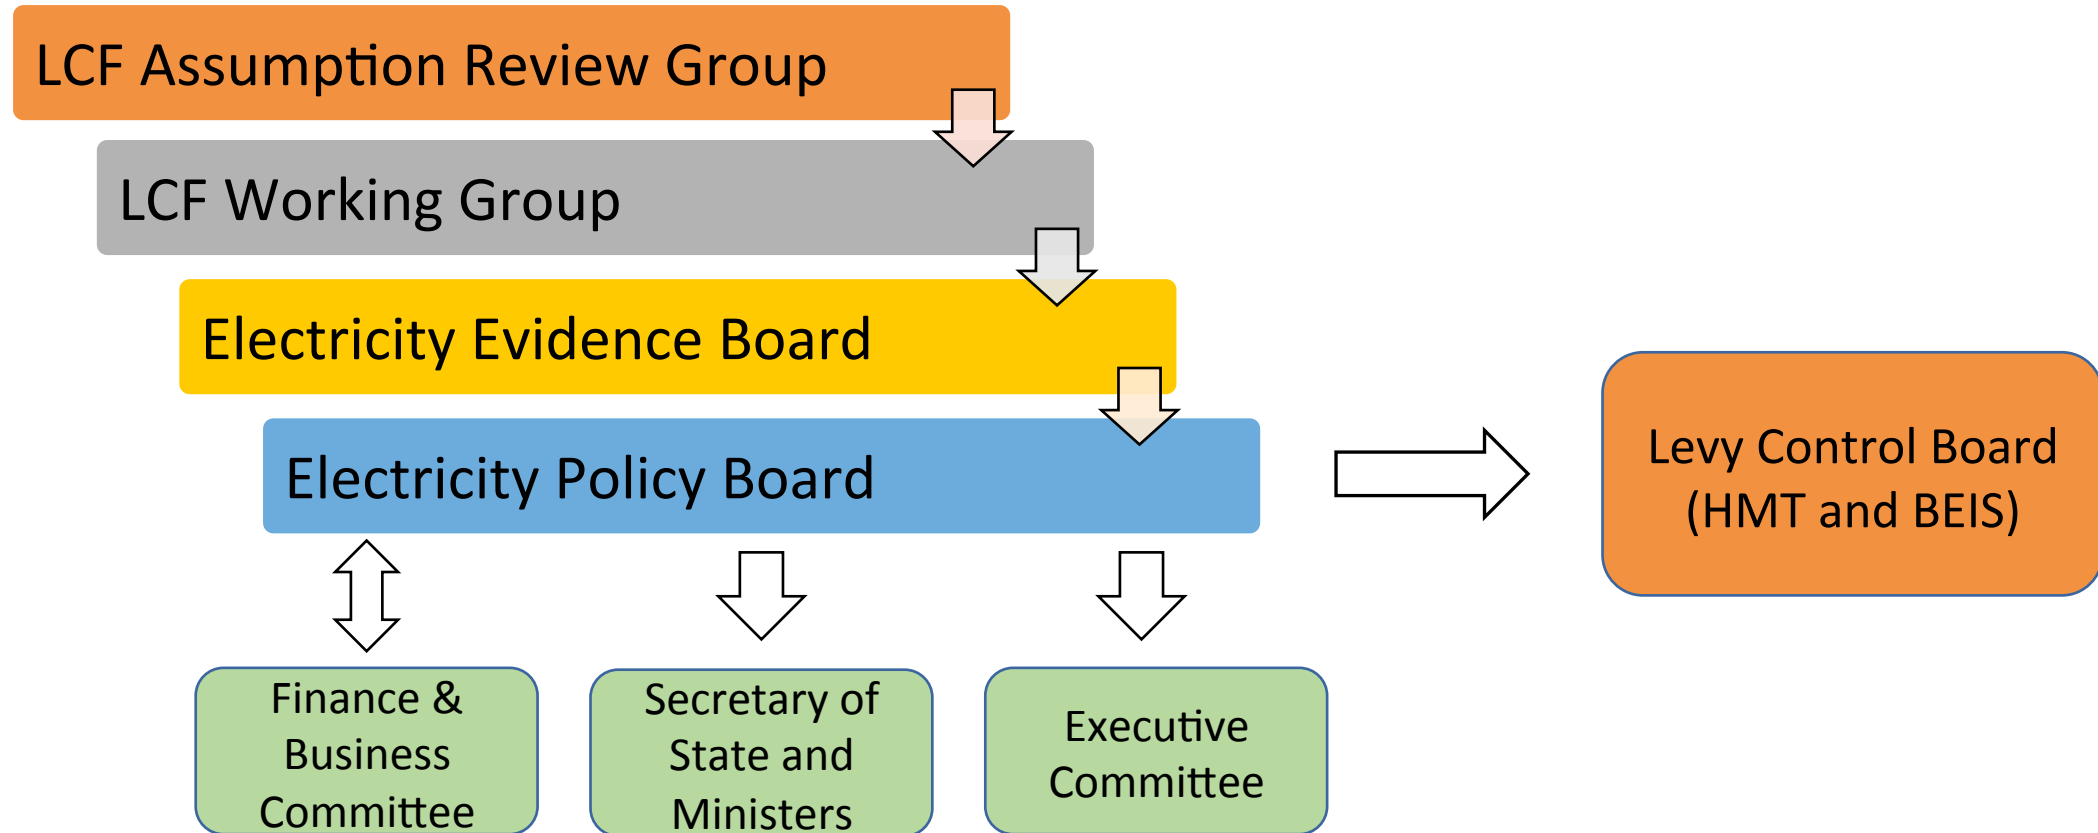 LCF Assumption Review Group
LCF Working Group
Electricity Evidence Board
Electricity Policy Board
Levy Control Board
(HMT and BEIS)
Finance &
Business
Committee
Secretary of
State and
Ministers
Executive
Committee